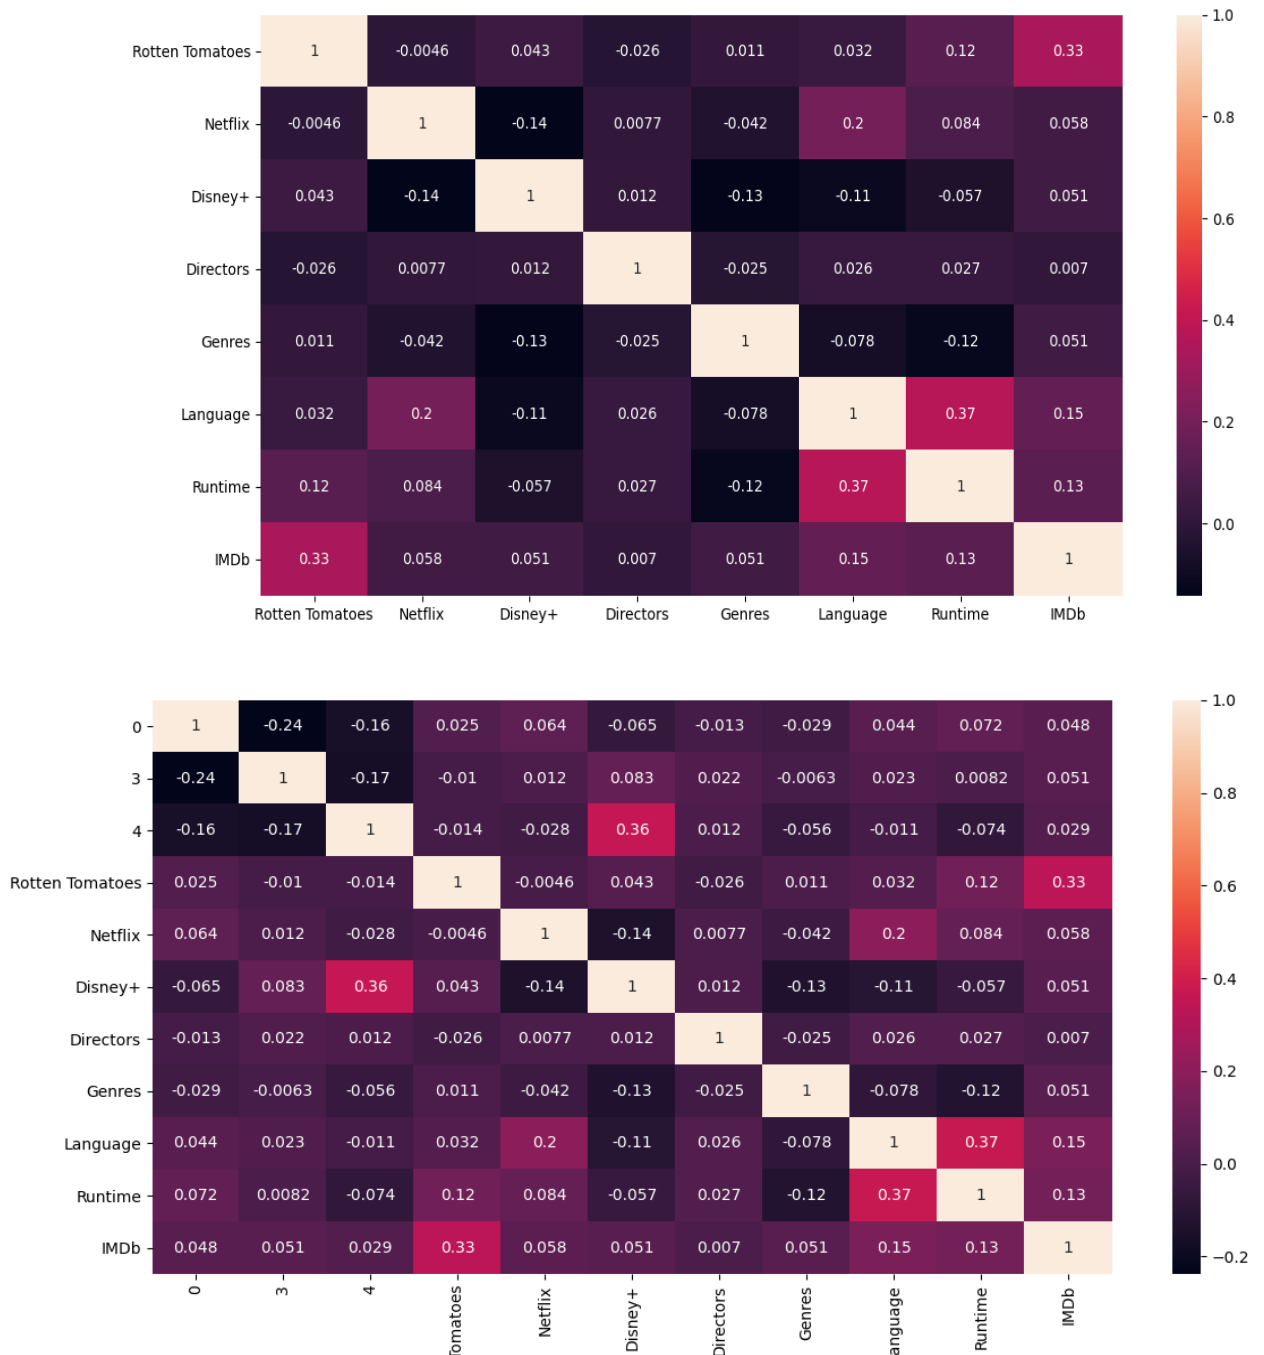 Rotten Tomatoes 1 -0.0046 0.043 -0.026 0.011 0.032 0.12 0.33
Netflix -0.0046 1 -0.14 0.0077 -0.042 0.2 0.084 0.058
Disney+ 0.043 -0.14 1 0.012 -0.13 -0.11 -0.057 0.051
Directors -0.026 0.0077 0.012 1 -0.025 0.026 0.027 0.007
Genres 0.011 -0.042 -0.13 -0.025 1 -0.078 -0.12 0.051
Language 0.032 0.2 -0.11 0.026 -0.078 1 0.37 0.15
Runtime 0.12 0.084 -0.057 0.027 -0.12 0.37 1 0.13
IMDb 0.33 0.058 0.051 0.007 0.051 0.15 0.13 1
Rotten Tomatoes Netflix Disney+ Directors Genres Language Runtime IMDb
1.0
0.8
0.6
0.4
0.2
0.0
0 1 -0.24 -0.16 0.025 0.064 -0.065 -0.013 -0.029 0.044 0.072 0.048
3 -0.24 1 -0.17 -0.01 0.012 0.083 0.022 -0.0063 0.023 0.0082 0.051
4 -0.16 -0.17 1 -0.014 -0.028 0.36 0.012 -0.056 -0.011 -0.074 0.029
Rotten Tomatoes 0.025 -0.01 -0.014 1 -0.0046 0.043 -0.026 0.011 0.032 0.12 0.33
Netflix 0.064 0.012 -0.028 -0.0046 1 -0.14 0.0077 -0.042 0.2 0.084 0.058
Disney+ -0.065 0.083 0.36 0.043 -0.14 1 0.012 -0.13 -0.11 -0.057 0.051
Directors -0.013 0.022 0.012 -0.026 0.0077 0.012 1 -0.025 0.026 0.027 0.007
Genres -0.029 -0.0063 -0.056 0.011 -0.042 -0.13 -0.025 1 -0.078 -0.12 0.051
Language 0.044 0.023 -0.011 0.032 0.2 -0.11 0.026 -0.078 1 0.37 0.15
Runtime 0.072 0.0082 -0.074 0.12 0.084 -0.057 0.027 -0.12 0.37 1 0.13
IMDb 0.048 0.051 0.029 0.33 0.058 0.051 0.007 0.051 0.15 0.13 1
0 3 4 Tomatoes Netflix Disney+ Directors Genres anguage Runtime IMDb
1.0
0.8
0.6
0.4
0.2
0.0
−0.2